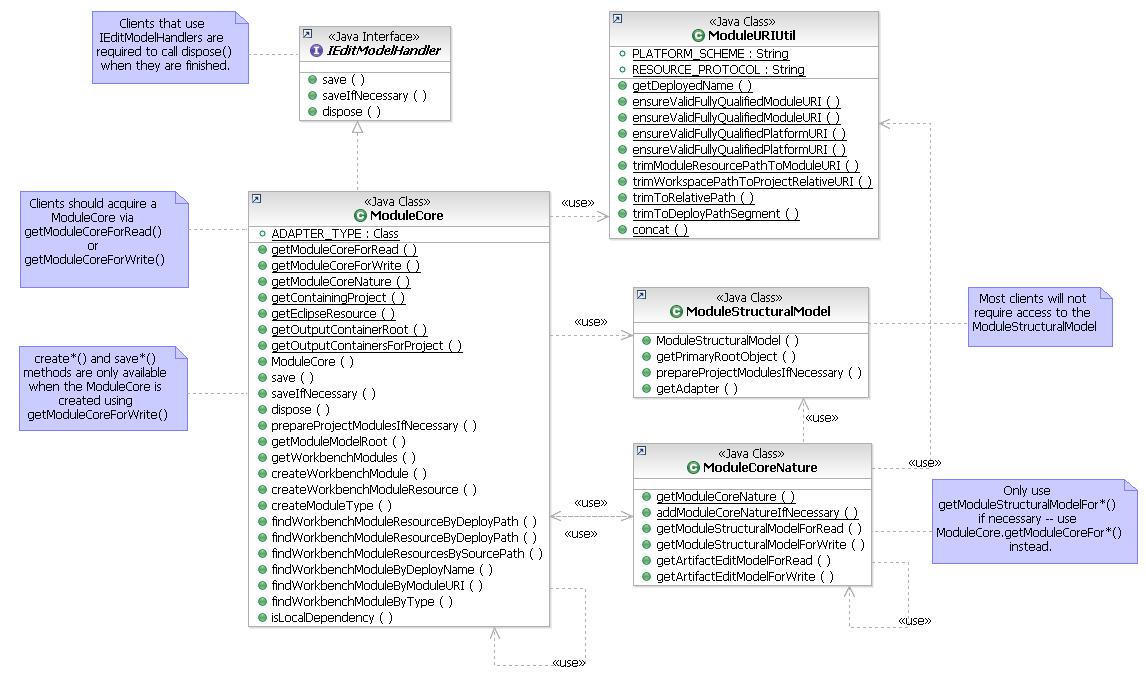 Clients that use
IEditModelHandlers are
required to call dispose()
when they are finished.
«Java Interface»
IEditModelHandler
save ( )
saveIfNecessary ( )
dispose ( )
«Java Class»
ModuleURIUtil
PLATFORM_SCHEME : String
RESOURCE_PROTOCOL : String
getDeployedName ( )
ensureValidFullyQualifiedModuleURI ( )
ensureValidFullyQualifiedModuleURI ( )
ensureValidFullyQualifiedPlatformURI ( )
ensureValidFullyQualifiedPlatformURI ( )
trimModuleResourcePathToModuleURI ( )
trimWorkspacePathToProjectRelativeURI ( )
trimToRelativePath ( )
trimToDeployPathSegment ( )
concat ( )
Clients should acquire a
ModuleCore via
getModuleCoreForRead()
or
getModuleCoreForWrite()
create*() and save*()
methods are only available
when the ModuleCore is
created using
getModuleCoreForWrite()
«Java Class»
ModuleCore
ADAPTER_TYPE : Class
getModuleCoreForRead ( )
getModuleCoreForWrite ( )
getModuleCoreNature ( )
getContainingProject ( )
getEclipseResource ( )
getOutputContainerRoot ( )
getOutputContainersForProject ( )
ModuleCore ( )
save ( )
saveIfNecessary ( )
dispose ( )
prepareProjectModulesIfNecessary ( )
getModuleModelRoot ( )
getWorkbenchModules ( )
createWorkbenchModule ( )
createWorkbenchModuleResource ( )
createModuleType ( )
findWorkbenchModuleResourceByDeployPath ( )
findWorkbenchModuleResourceByDeployPath ( )
findWorkbenchModuleResourcesBySourcePath ( )
findWorkbenchModuleByDeployName ( )
findWorkbenchModuleByModuleURI ( )
findWorkbenchModuleByType ( )
isLocalDependency ( )
«use»
«use»
«use»
«use»
«use»
«Java Class»
ModuleStructuralModel
ModuleStructuralModel ( )
getPrimaryRootObject ( )
prepareProjectModulesIfNecessary ( )
getAdapter ( )
Most clients will not
require access to the
ModuleStructuralModel
«use»
«Java Class»
ModuleCoreNature
getModuleCoreNature ( )
addModuleCoreNatureIfNecessary ( )
getModuleStructuralModelForRead ( )
getModuleStructuralModelForWrite ( )
getArtifactEditModelForRead ( )
getArtifactEditModelForWrite ( )
«use»
Only use
getModuleStructuralModelFor*()
if necessary -- use
ModuleCore.getModuleCoreFor*()
instead.
«use»